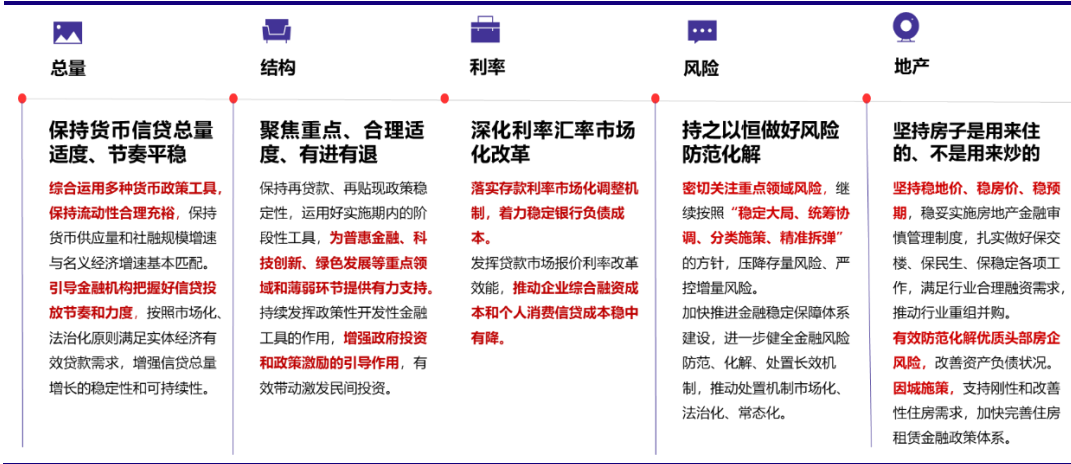 总量
保持货币信贷总量
适度、节奏平稳
综合运用多种货币政策工具，
保持流动性合理充裕，保持
货币供应量和社融规模增速
与名义经济增速基本匹配。
引导金融机构把握好信贷投
放节奏和力度，按照市场化、
法治化原则满足实体经济有
效贷款需求，增强信贷总量
增长的稳定性和可持续性。
结构
聚焦重点、合理适
度、有进有退
保持再贷款、再贴现政策稳
定性，运用好实施期内的阶
段性工具，为普惠金融、科
技创新、绿色发展等重点领
域和薄弱环节提供有力支持。
持续发挥政策性开发性金融
工具的作用，增强政府投资
和政策激励的引导作用，有
效带动激发民间投资。
利率
深化利率汇率市场
化改革
落实存款利率市场化调整机
制，着力稳定银行负债成
本。
发挥贷款市场报价利率改革
效能，推动企业综合融资成
本和个人消费信贷成本稳中
有降。
风险
持之以恒做好风险
防范化解
密切关注重点领域风险，继
续按照“稳定大局、统筹协
调、分类施策、精准拆弹”
的方针，压降存量风险、严
控增量风险。
加快推进金融稳定保障体系
建设，进一步健全金融风险
防范、化解、处置长效机
制，推动处置机制市场化、
法治化、常态化。
地产
坚持房子是用来住
的、不是用来炒的
坚持稳地价、稳房价、稳预
期，稳妥实施房地产金融审
慎管理制度，扎实做好保交
楼、保民生、保稳定各项工
作，满足行业合理融资需求，
推动行业重组并购。
有效防范化解优质头部房企
风险，改善资产负债状况。
因城施策，支持刚性和改善
性住房需求，加快完善住房
租赁金融政策体系。